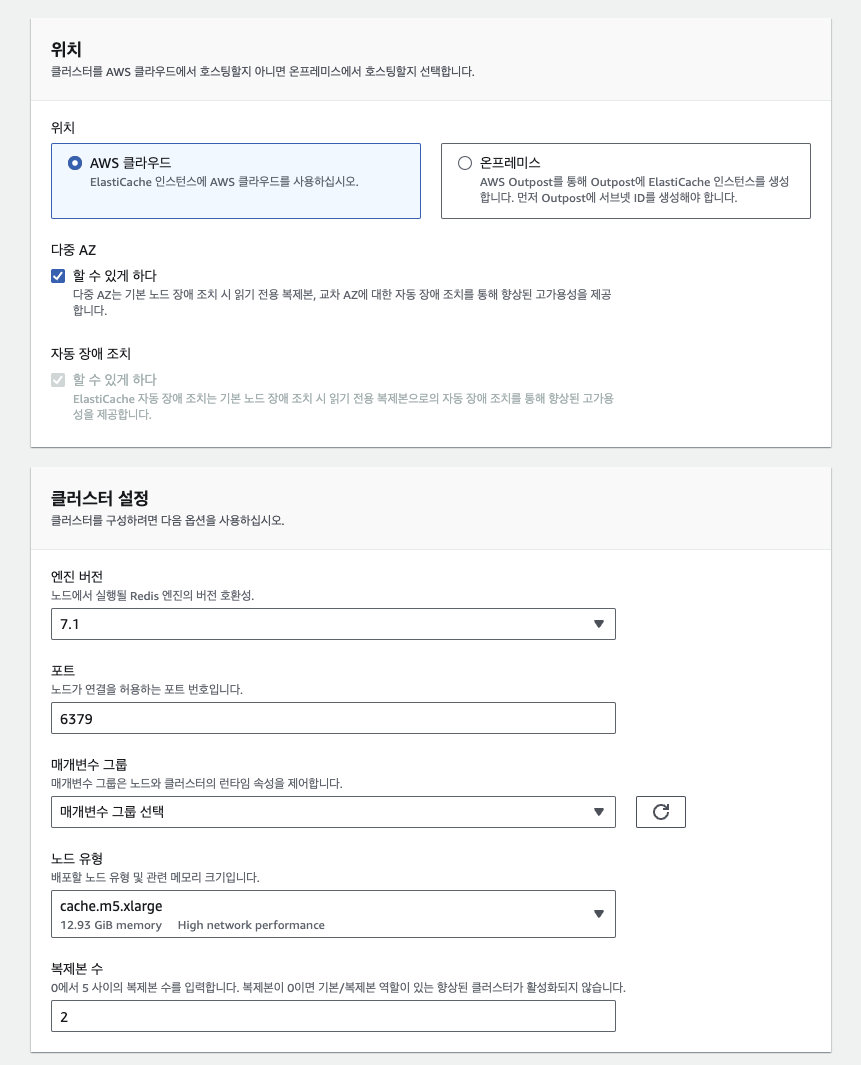 위치
클러스터를 AWS 클라우드에서 호스팅할지 아니면 온프레미스에서 호스팅할지 선택합니다.
위치
AWS 클라우드
ElastiCache 인스턴스에 AWS 클라우드를 사용하십시오.
온프레미스
AWS Outpost를 통해 Outpost에 ElastiCache 인스턴스를 생성
합니다. 먼저 Outpost에 서브넷 ID를 생성해야 합니다.
다중 AZ
할 수 있게 하다
다중 AZ는 기본 노드 장애 조치 시 읽기 전용 복제본, 교차 AZ에 대한 자동 장애 조치를 통해 향상된 고가용성을 제공
합니다.
자동 장애 조치
할 수 있게 하다
ElastiCache 자동 장애 조치는 기본 노드 장애 조치 시 읽기 전용 복제본으로의 자동 장애 조치를 통해 향상된 고가용
성을 제공합니다.
클러스터 설정
클러스터를 구성하려면 다음 옵션을 사용하십시오.
엔진 버전
노드에서 실행될 Redis 엔진의 버전 호환성.
7.1
포트
노드가 연결을 허용하는 포트 번호입니다.
6379
매개변수 그룹
매개변수 그룹은 노드와 클러스터의 런타임 속성을 제어합니다.
매개변수 그룹 선택
노드 유형
배포할 노드 유형 및 관련 메모리 크기입니다.
cache.m5.xlarge
12.93 GiB memory High network performance
복제본 수
0에서 5 사이의 복제본 수를 입력합니다. 복제본이 0이면 기본/복제본 역할이 있는 향상된 클러스터가 활성화되지 않습니다.
2